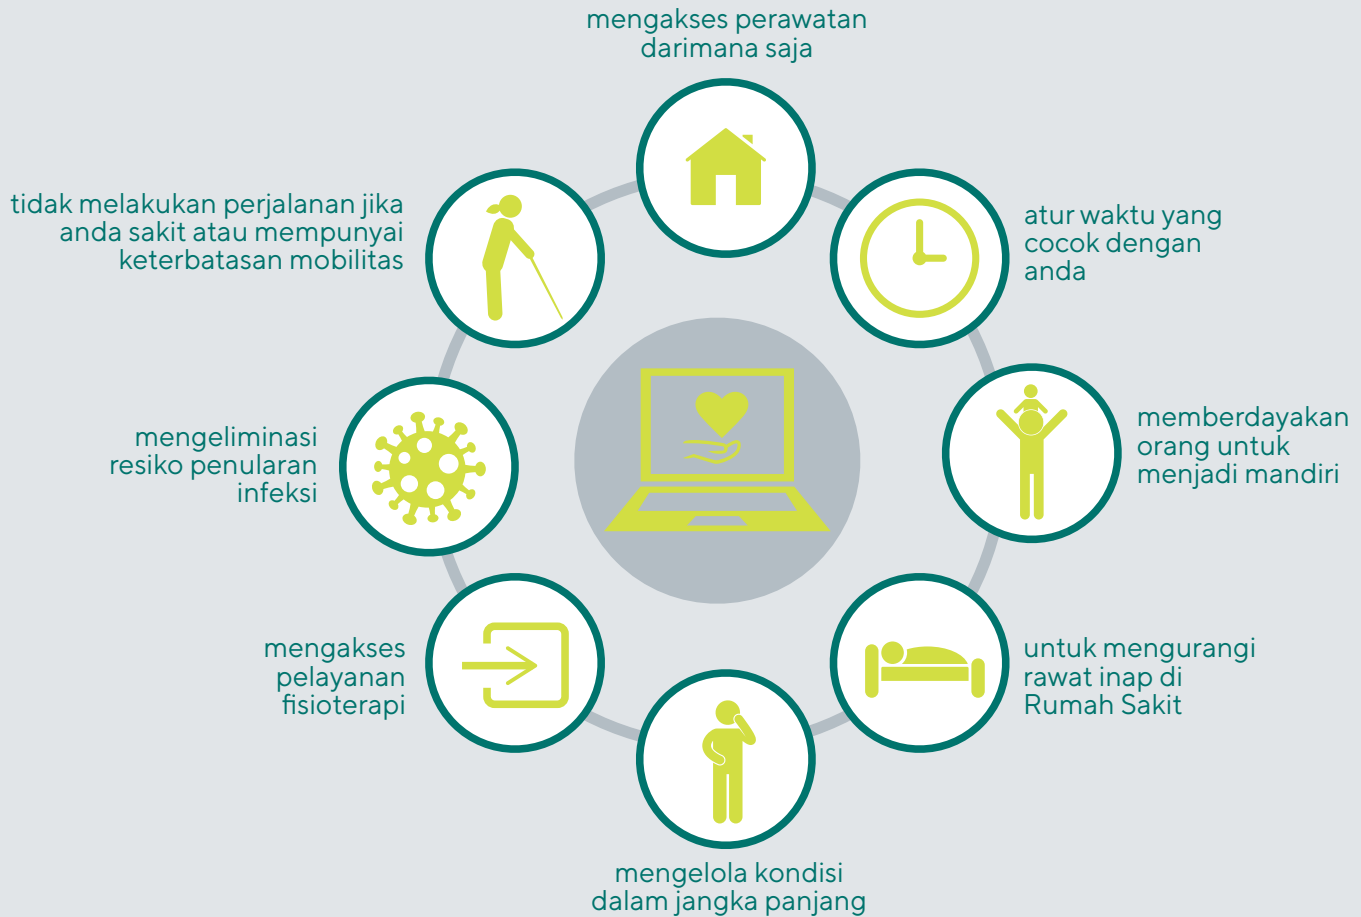 mengakses perawatan
darimana saja
atur waktu yang
cocok dengan
anda
memberdayakan
orang untuk
menjadi mandiri
untuk mengurangi
rawat inap di
Rumah Sakit
mengelola kondisi
dalam jangka panjang
mengakses
pelayanan
fisioterapi
mengeliminasi
resiko penularan
infeksi
tidak melakukan perjalanan jika
anda sakit atau mempunyai
keterbatasan mobilitas